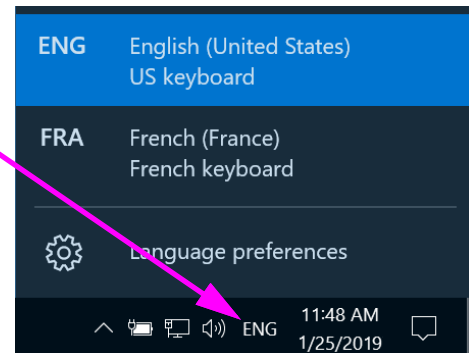 ENG English (United States)
US keyboard
FRA French (France)
French keyboard
Language preferences
ENG 11:48 AM
1/25/2019